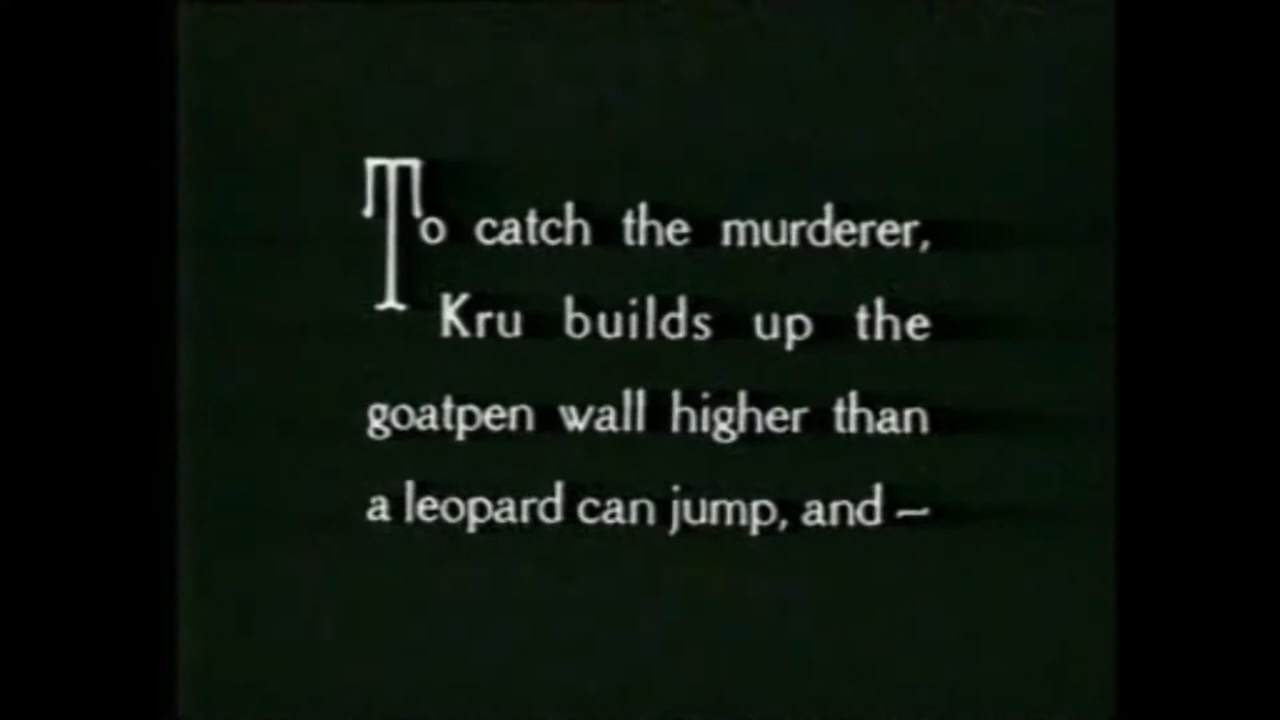 To catch the murderer,
Kru builds up the
goatpen wall higher than
a leopard can jump, and –